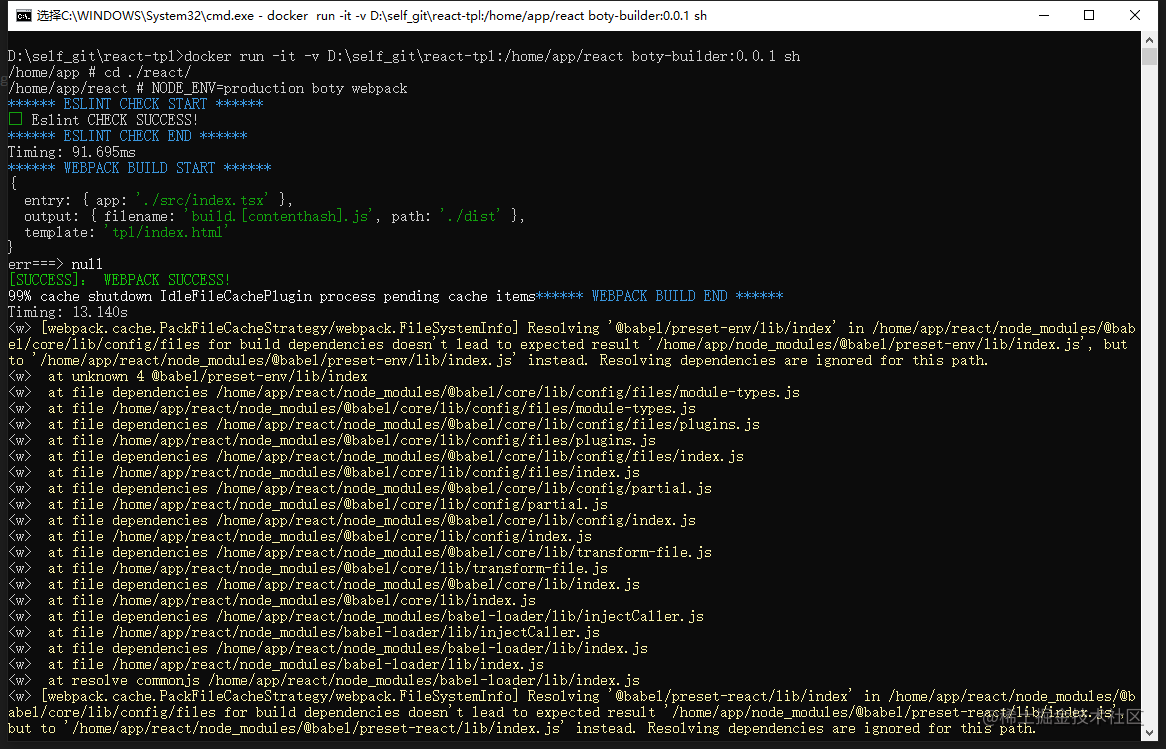 选择C:\WINDOWS\System32\cmd.exe - docker  run -it -v D:\self_git\react-tpl:/home/app/react boty-builder:0.0.1 sh
D:\self_git\react-tpl>docker run -it -v D:\self_git\react-tpl:/home/app/react boty-builder:0.0.1 sh
/home/app # cd ./react/
/home/app/react # NODE_ENV=production boty webpack
****** ESLINT CHECK START ******
Eslint CHECK SUCCESS!
****** ESLINT CHECK END ******
Timing: 91.695ms
****** WEBPACK BUILD START ******
{
  entry: { app: './src/index.tsx' },
  output: { filename: 'build.[contenthash].js', path: './dist' },
  template: 'tpl/index.html'
}
err===> null
[SUCCESS]:  WEBPACK SUCCESS!
99% cache shutdown IdleFileCachePlugin process pending cache items****** WEBPACK BUILD END ******
Timing: 13.140s
<w> [webpack.cache.PackFileCacheStrategy/webpack.FileSystemInfo] Resolving '@babel/preset-env/lib/index' in /home/app/react/node_modules/@bab
el/core/lib/config/files for build dependencies doesn't lead to expected result '/home/app/node_modules/@babel/preset-env/lib/index.js', but
to '/home/app/react/node_modules/@babel/preset-env/lib/index.js' instead. Resolving dependencies are ignored for this path.
<w>  at unknown 4 @babel/preset-env/lib/index
<w>  at file dependencies /home/app/react/node_modules/@babel/core/lib/config/files/module-types.js
<w>  at file /home/app/react/node_modules/@babel/core/lib/config/files/module-types.js
<w>  at file dependencies /home/app/react/node_modules/@babel/core/lib/config/files/plugins.js
<w>  at file /home/app/react/node_modules/@babel/core/lib/config/files/plugins.js
<w>  at file dependencies /home/app/react/node_modules/@babel/core/lib/config/files/index.js
<w>  at file /home/app/react/node_modules/@babel/core/lib/config/files/index.js
<w>  at file dependencies /home/app/react/node_modules/@babel/core/lib/config/partial.js
<w>  at file /home/app/react/node_modules/@babel/core/lib/config/partial.js
<w>  at file dependencies /home/app/react/node_modules/@babel/core/lib/config/index.js
<w>  at file /home/app/react/node_modules/@babel/core/lib/config/index.js
<w>  at file dependencies /home/app/react/node_modules/@babel/core/lib/transform-file.js
<w>  at file /home/app/react/node_modules/@babel/core/lib/transform-file.js
<w>  at file dependencies /home/app/react/node_modules/@babel/core/lib/index.js
<w>  at file /home/app/react/node_modules/@babel/core/lib/index.js
<w>  at file dependencies /home/app/react/node_modules/babel-loader/lib/injectCaller.js
<w>  at file /home/app/react/node_modules/babel-loader/lib/injectCaller.js
<w>  at file dependencies /home/app/react/node_modules/babel-loader/lib/index.js
<w>  at file /home/app/react/node_modules/babel-loader/lib/index.js
<w>  at resolve commonjs /home/app/react/node_modules/babel-loader/lib/index.js
<w> [webpack.cache.PackFileCacheStrategy/webpack.FileSystemInfo] Resolving '@babel/preset-react/lib/index' in /home/app/react/node_modules/@b
abel/core/lib/config/files for build dependencies doesn't lead to expected result '/home/app/node_modules/@babel/preset-react/lib/index.js',
but to '/home/app/react/node_modules/@babel/preset-react/lib/index.js' instead. Resolving dependencies are ignored for this path.
@稀土掘金技术社区